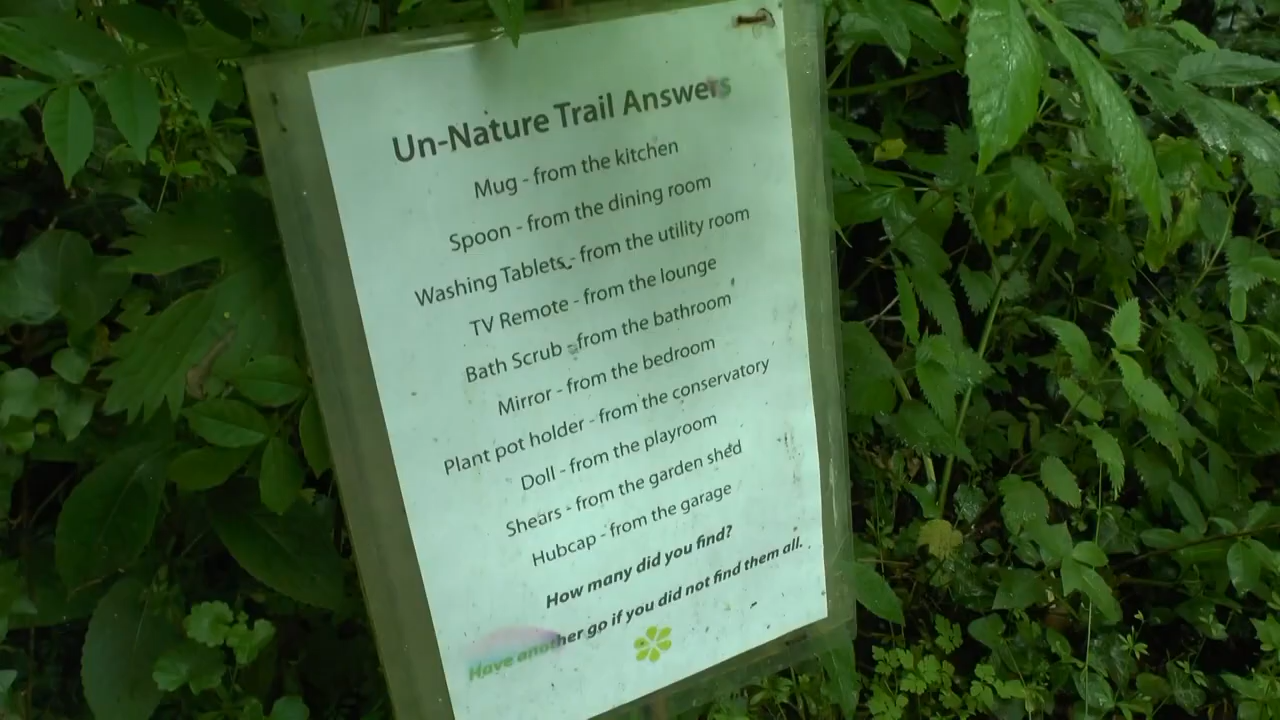 Un-Nature Trail Answers
Mug - from the kitchen
Spoon - from the dining room
Washing Tablets - from the utility room
TV Remote - from the lounge
Bath Scrub - from the bathroom
Mirror - from the bedroom
Plant pot holder - from the conservatory
Doll - from the playroom
Shears - from the garden shed
Hubcap - from the garage
How many did you find?
Have another go if you did not find them all.